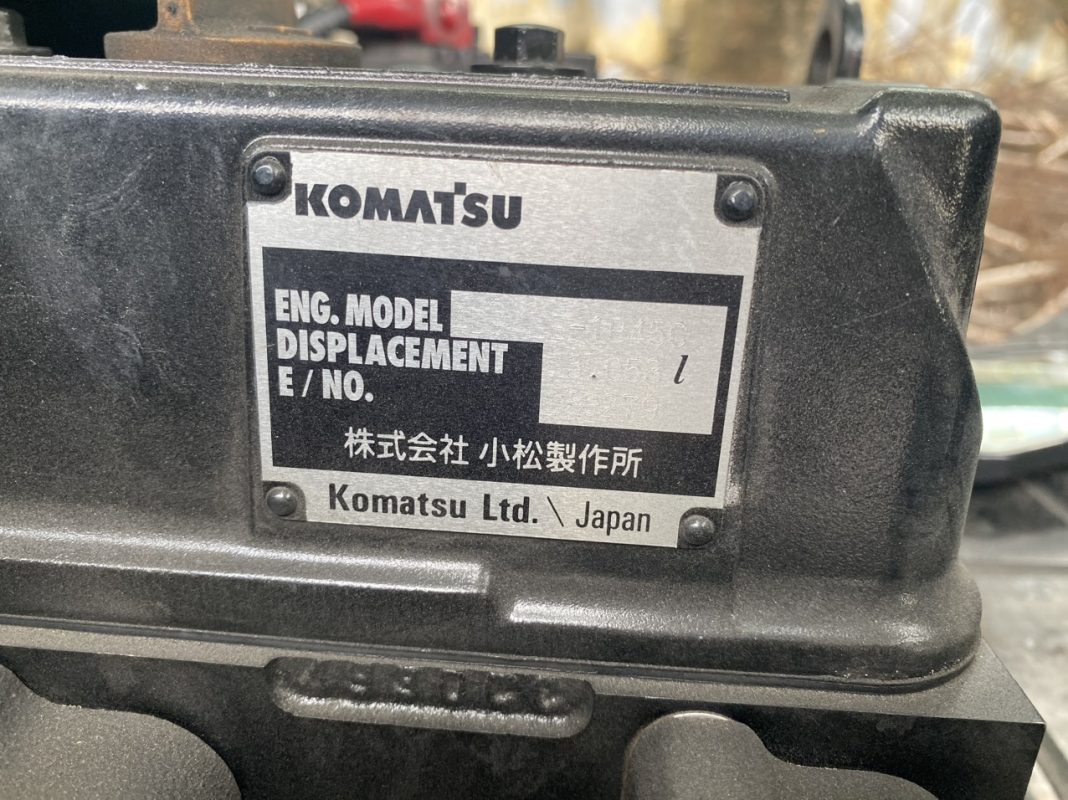 KOMATSU
ENG. MODEL
DISPLACEMENT l
E / NO.
株式会社 小松製作所
Komatsu Ltd. \ Japan